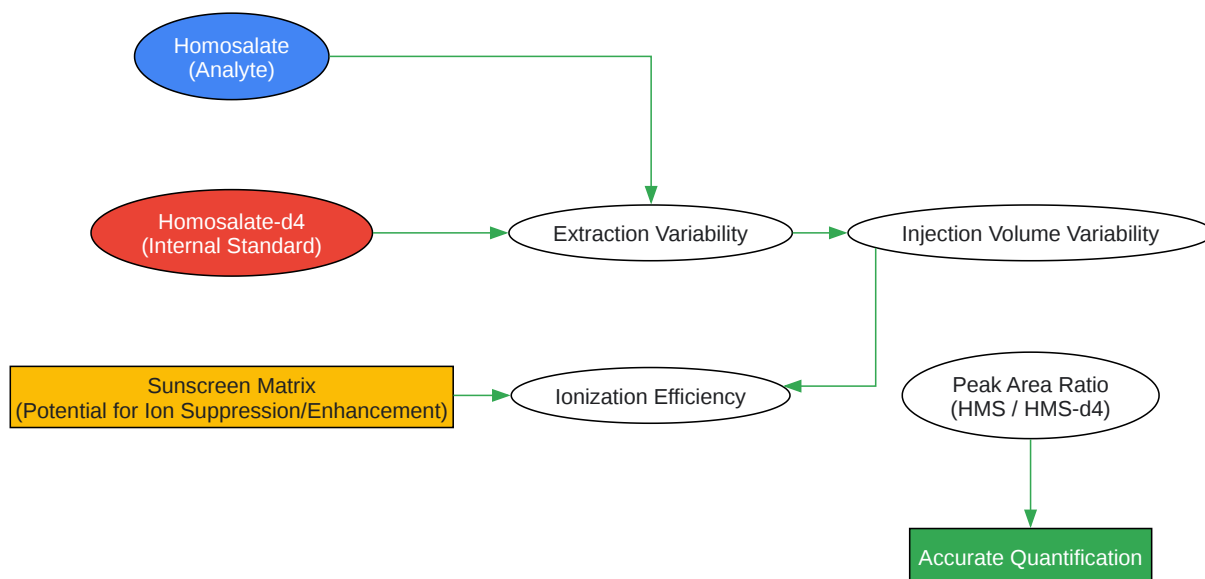 Homosalate
(Analyte)
Homosalate-d4
(Internal Standard)
Extraction Variability
Injection Volume Variability
Sunscreen Matrix
(Potential for Ion Suppression/Enhancement)
Ionization Efficiency
Peak Area Ratio
(HMS / HMS-d4)
Accurate Quantification